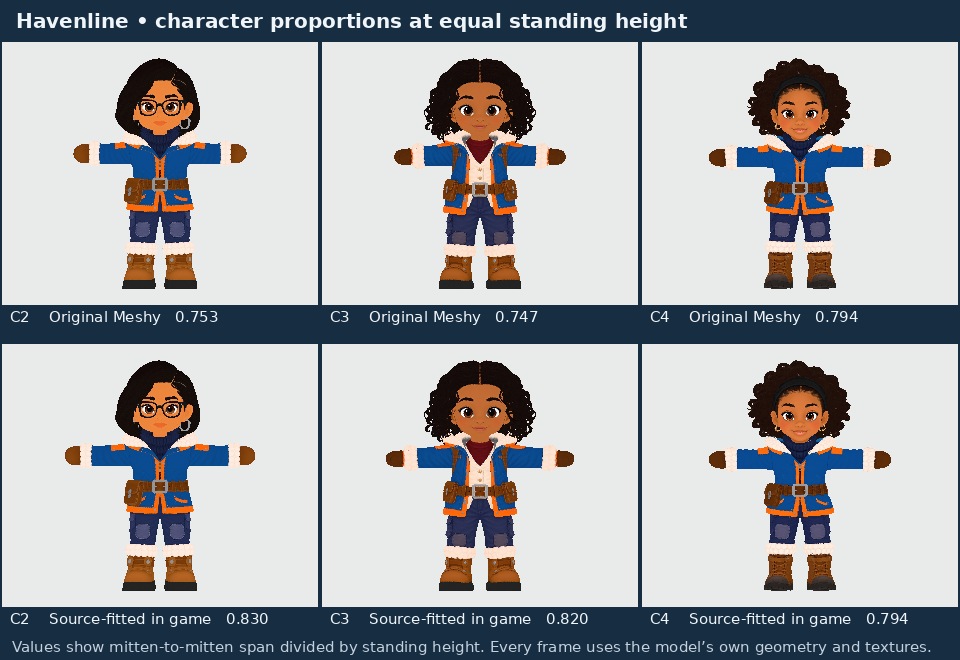 Havenline • character proportions at equal standing height
C2 Original Meshy 0.753
C3 Original Meshy 0.747
C4 Original Meshy 0.794
C2 Source-fitted in game 0.830
C3 Source-fitted in game 0.820
C4 Source-fitted in game 0.794
Values show mitten-to-mitten span divided by standing height. Every frame uses the model’s own geometry and textures.